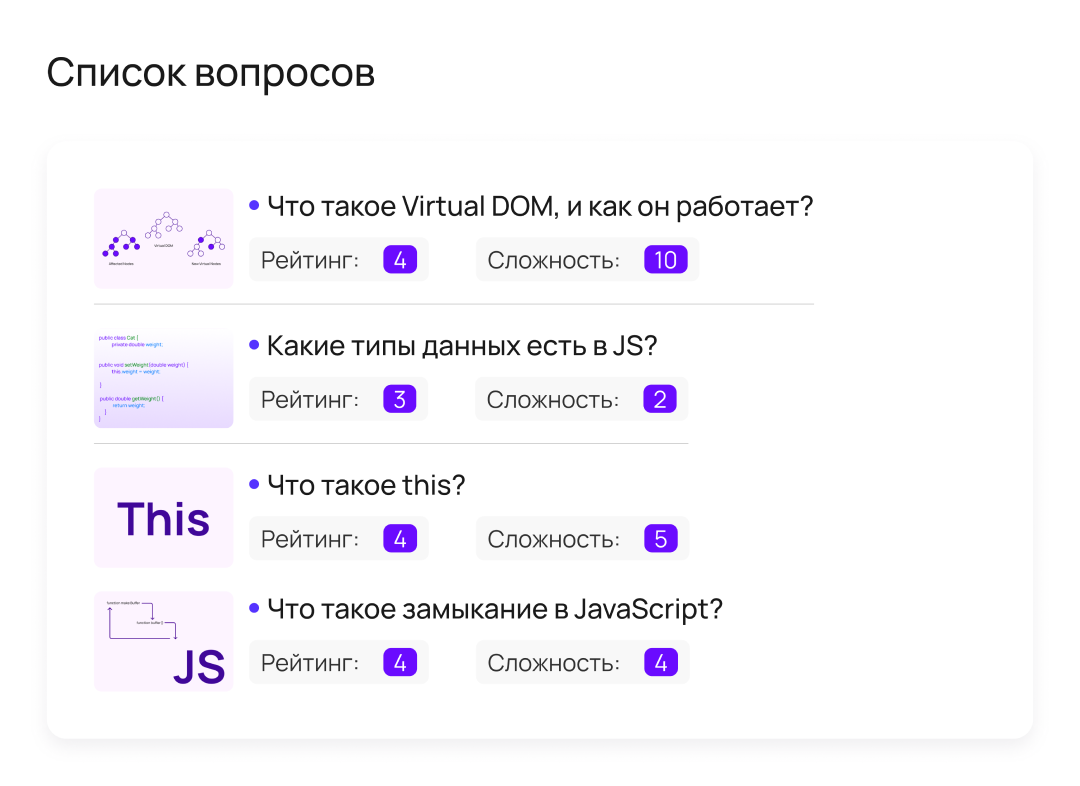 Список вопросов
Что такое Virtual DOM, и как он работает?
Virtual DOM
Affected Nodes
New Virtual Nodes
Рейтинг: 4 Сложность: 10
Какие типы данных есть в JS?
public class Cat {
private double weight;
public void setWeight(double weight) {
this.weight = weight;
}
public double getWeight() {
return weight;
}
}
Рейтинг: 3 Сложность: 2
Что такое this?
This
Рейтинг: 4 Сложность: 5
Что такое замыкание в JavaScript?
function makeBuffer
function buffer ()
JS
Рейтинг: 4 Сложность: 4